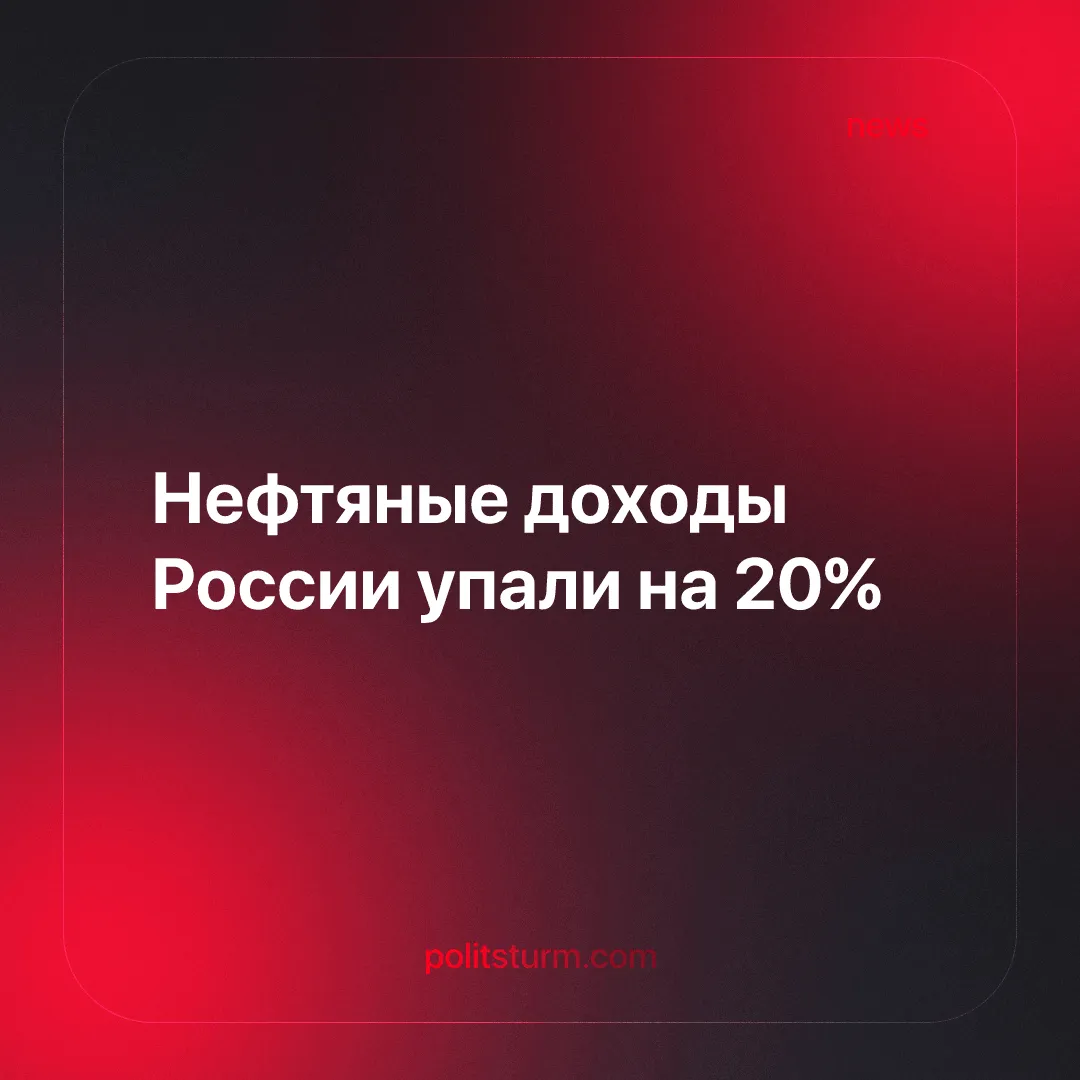 news
Нефтяные доходы
России упали на 20%
politsturm.com